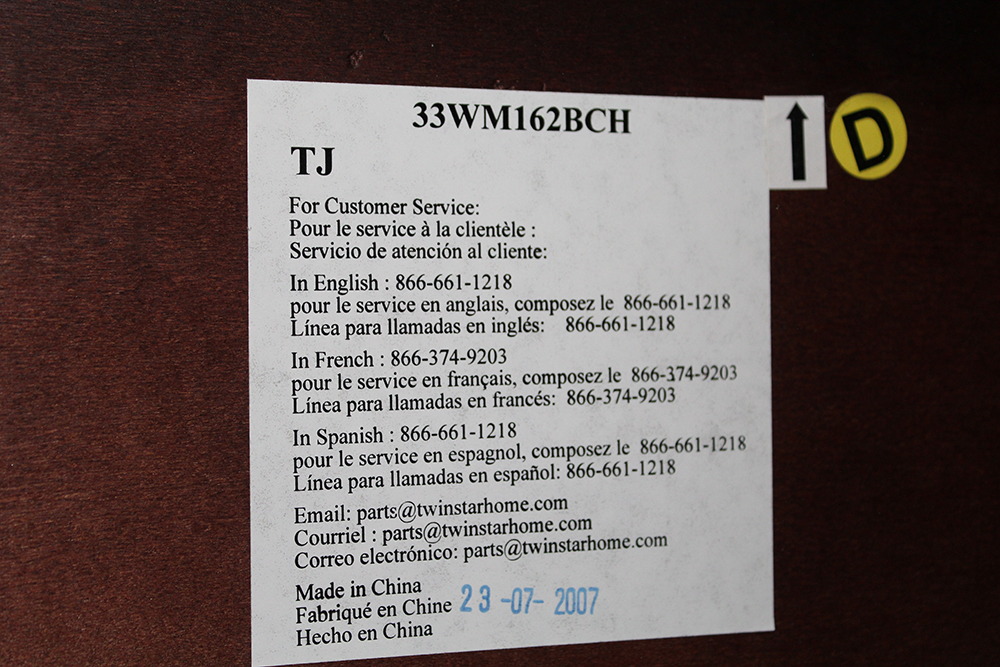 33WM162BCH
TJ
D
For Customer Service:
Pour le service à la clientèle :
Servicio de atención al cliente:
In English : 866-661-1218
pour le service en anglais, composez le 866-661-1218
Línea para llamadas en inglés: 866-661-1218
In French : 866-374-9203
pour le service en français, composez le 866-374-9203
Línea para llamadas en francés: 866-374-9203
In Spanish : 866-661-1218
pour le service en espagnol, composez le 866-661-1218
Línea para llamadas en español: 866-661-1218
Email: parts@twinstarhome.com
Courriel : parts@twinstarhome.com
Correo electrónico: parts@twinstarhome.com
Made in China
Fabriqué en Chine 23-07-2007
Hecho en China